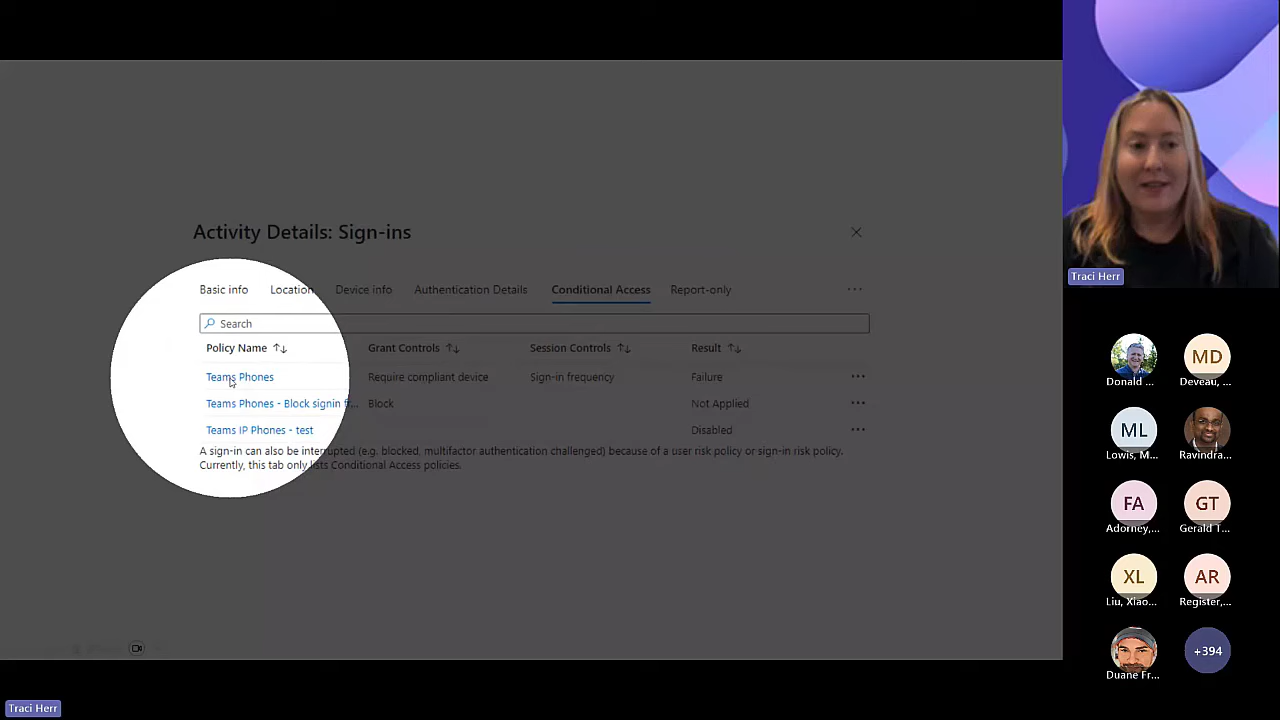 Activity Details: Sign-ins
Basic info Location Device info Authentication Details Conditional Access Report-only ...
Search
Policy Name Grant Controls Session Controls Result
Teams Phones Require compliant device Sign-in frequency Failure ...
Teams Phones - Block signin fr... Block Not Applied ...
Teams IP Phones - test Disabled ...
A sign-in can also be interrupted (e.g. blocked, multifactor authentication challenged) because of a user risk policy or sign-in risk policy.
Currently, this tab only lists Conditional Access policies.
Traci Herr
MD
Donald ... Deveau, ...
ML
Lowis, M... Ravindra...
FA GT
Adorney,... Gerald T...
XL AR
Liu, Xiao... Register,...
+394
Duane Fr...
Traci Herr